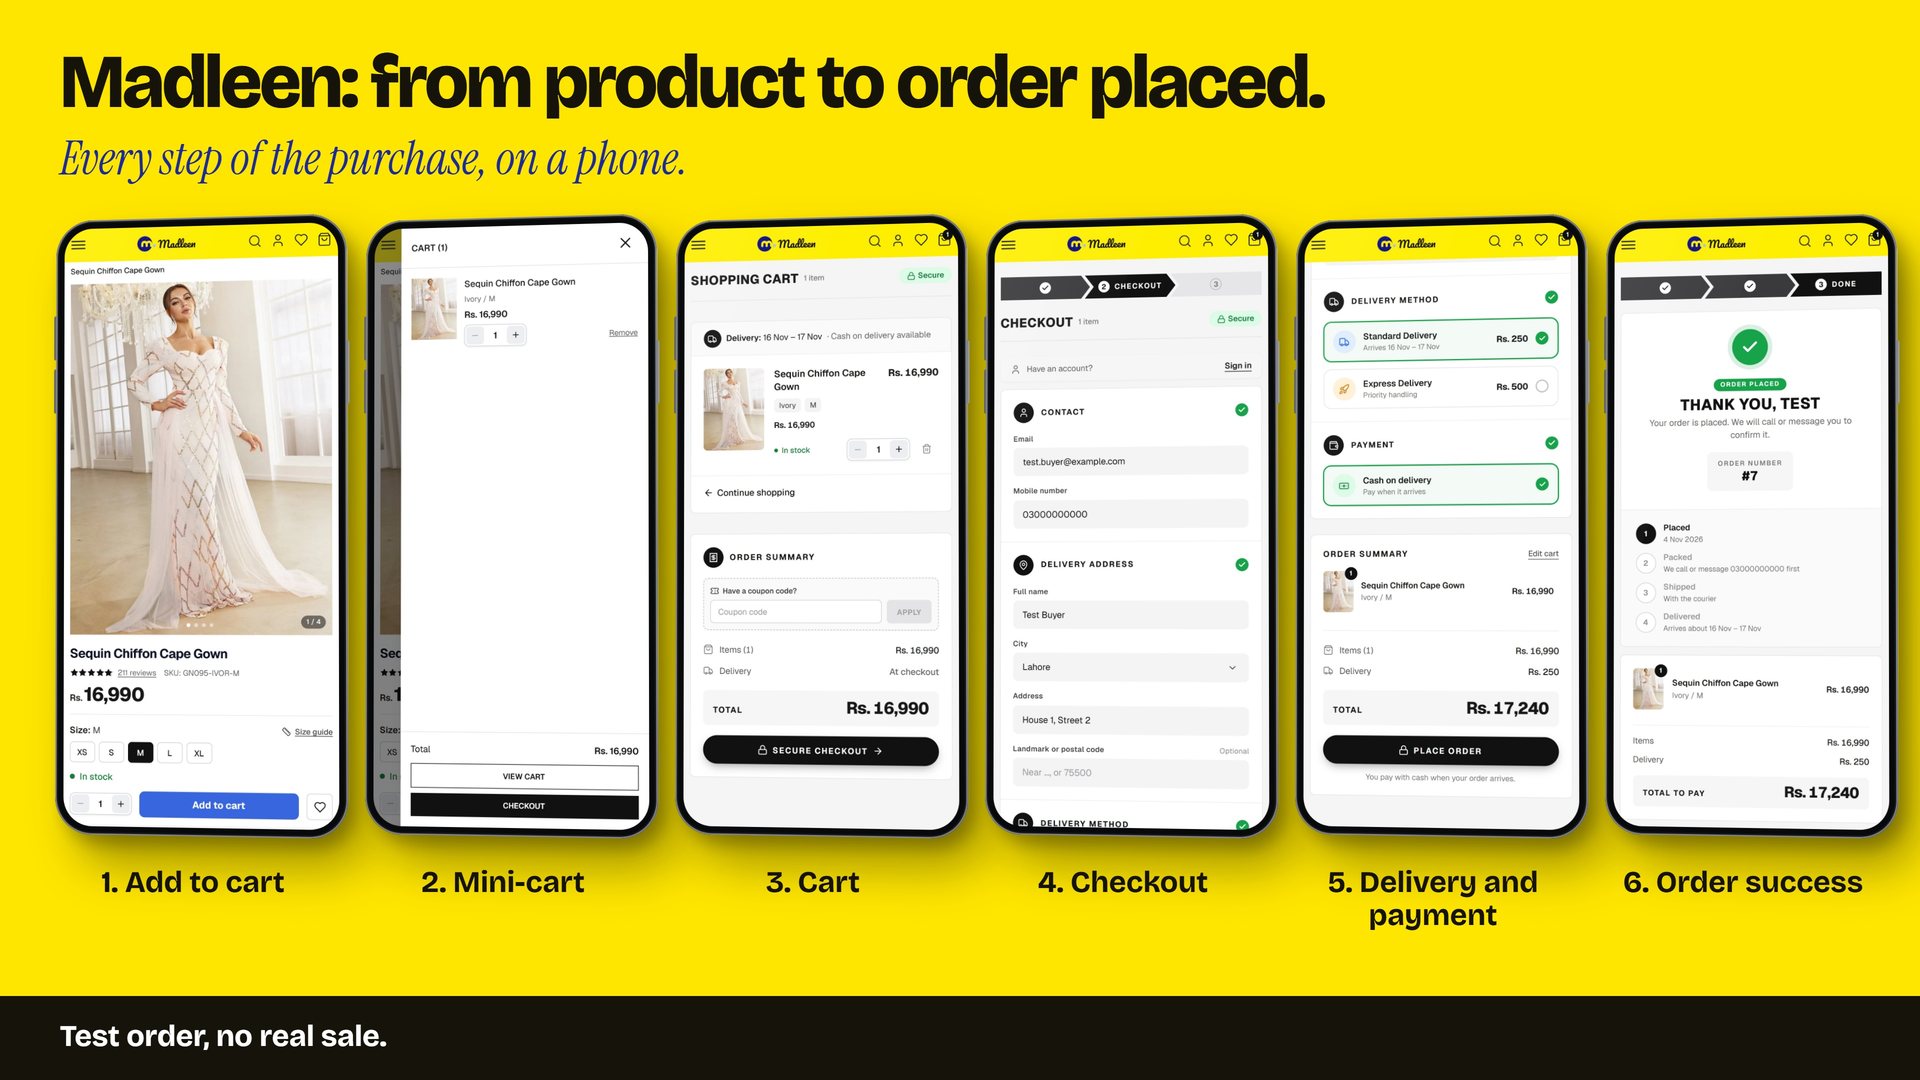 Madleen: from product to order placed.
Every step of the purchase, on a phone.
Madleen
Sequin Chiffon Cape Gown
1 / 4
Sequin Chiffon Cape Gown
★★★★★ 211 reviews SKU: GN095-IVOR-M
Rs. 16,990
Size: M
Size guide
XS S M L XL
In stock
− 1 +
Add to cart
1. Add to cart
CART (1)
Sequin Chiffon Cape Gown
Ivory / M
Rs. 16,990
− 1 +
Remove
Total
Rs. 16,990
VIEW CART
CHECKOUT
2. Mini-cart
Madleen
1
SHOPPING CART 1 item
Secure
Delivery: 16 Nov – 17 Nov · Cash on delivery available
Sequin Chiffon Cape
Gown
Rs. 16,990
Ivory M
Rs. 16,990
In stock
− 1 +
← Continue shopping
ORDER SUMMARY
Have a coupon code?
Coupon code
APPLY
Items (1) Rs. 16,990
Delivery At checkout
TOTAL Rs. 16,990
SECURE CHECKOUT →
3. Cart
Madleen
1
2 CHECKOUT
3
CHECKOUT 1 item
Secure
Have an account?
Sign in
CONTACT
Email
test.buyer@example.com
Mobile number
03000000000
DELIVERY ADDRESS
Full name
Test Buyer
City
Lahore
Address
House 1, Street 2
Landmark or postal code
Optional
Near ..., or 75500
DELIVERY METHOD
4. Checkout
Madleen
1
DELIVERY METHOD
Standard Delivery
Arrives 16 Nov – 17 Nov
Rs. 250
Express Delivery
Priority handling
Rs. 500
PAYMENT
Cash on delivery
Pay when it arrives
ORDER SUMMARY
Edit cart
1
Sequin Chiffon Cape Gown
Ivory / M
Rs. 16,990
Items (1) Rs. 16,990
Delivery Rs. 250
TOTAL Rs. 17,240
PLACE ORDER
You pay with cash when your order arrives.
5. Delivery and
payment
Madleen
1
3 DONE
ORDER PLACED
THANK YOU, TEST
Your order is placed. We will call or message you to
confirm it.
ORDER NUMBER
#7
1 Placed
4 Nov 2026
2 Packed
We call or message 03000000000 first
3 Shipped
With the courier
4 Delivered
Arrives about 16 Nov – 17 Nov
1
Sequin Chiffon Cape Gown
Ivory / M
Rs. 16,990
Items Rs. 16,990
Delivery Rs. 250
TOTAL TO PAY Rs. 17,240
6. Order success
Test order, no real sale.